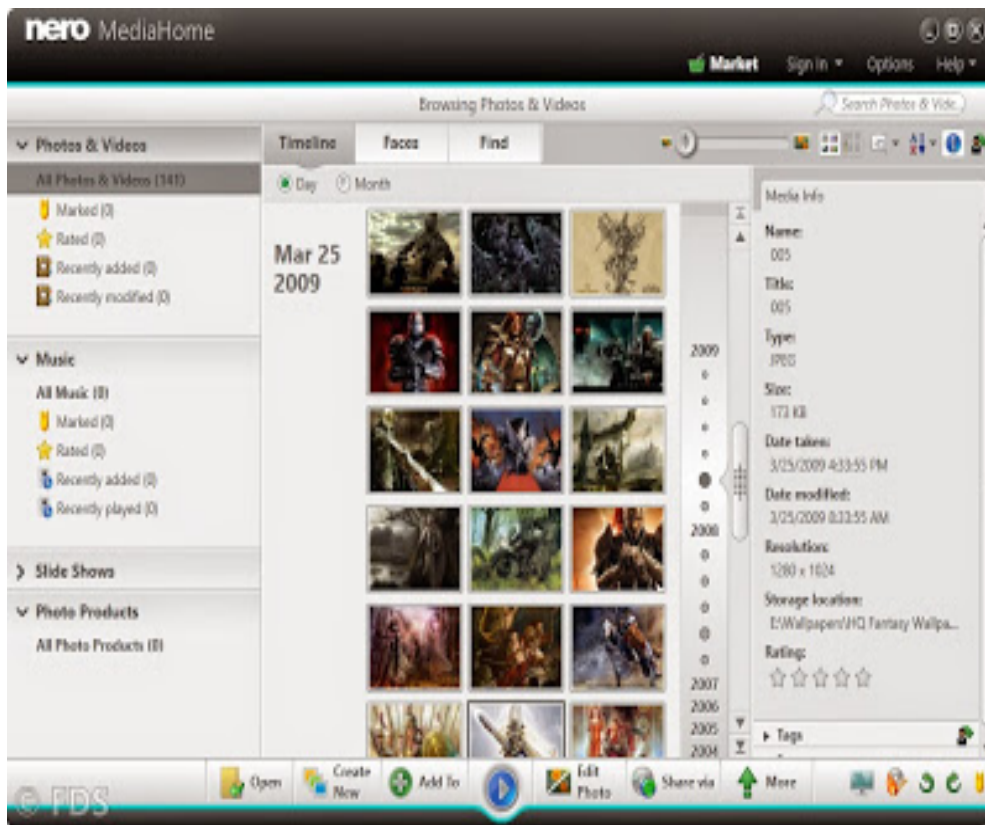 nero MediaHome
Market Sign in Options Help
Browsing Photos & Videos
Search Photos & Vide..
Photos & Videos
All Photos & Videos (141)
Marked (0)
Rated (0)
Recently added (0)
Recently modified (0)
Music
All Music (0)
Marked (0)
Rated (0)
Recently added (0)
Recently played (0)
Slide Shows
Photo Products
All Photo Products (0)
Timeline Faces Find
Day Month
Mar 25
2009
2009
2008
2007
2006
2005
2004
Media Info
Name:
005
Title:
005
Type:
JPEG
Size:
173 KB
Date taken:
3/25/2009 4:33:55 PM
Date modified:
3/25/2009 8:33:55 AM
Resolution:
1280 x 1024
Storage location:
E:\Wallpapers\HQ Fantasy Wallpa...
Rating:
Tags
Open
Create
New
Add To
Edit
Photo
Share via
More
© FDS